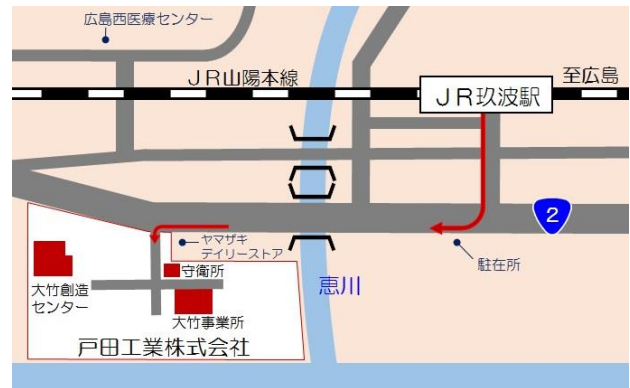 広島西医療センター
JR山陽本線
至広島
JR玖波駅
2
ヤマザキ
デイリーストア
駐在所
守衛所
恵川
大竹創造
センター
大竹事業所
戸田工業株式会社